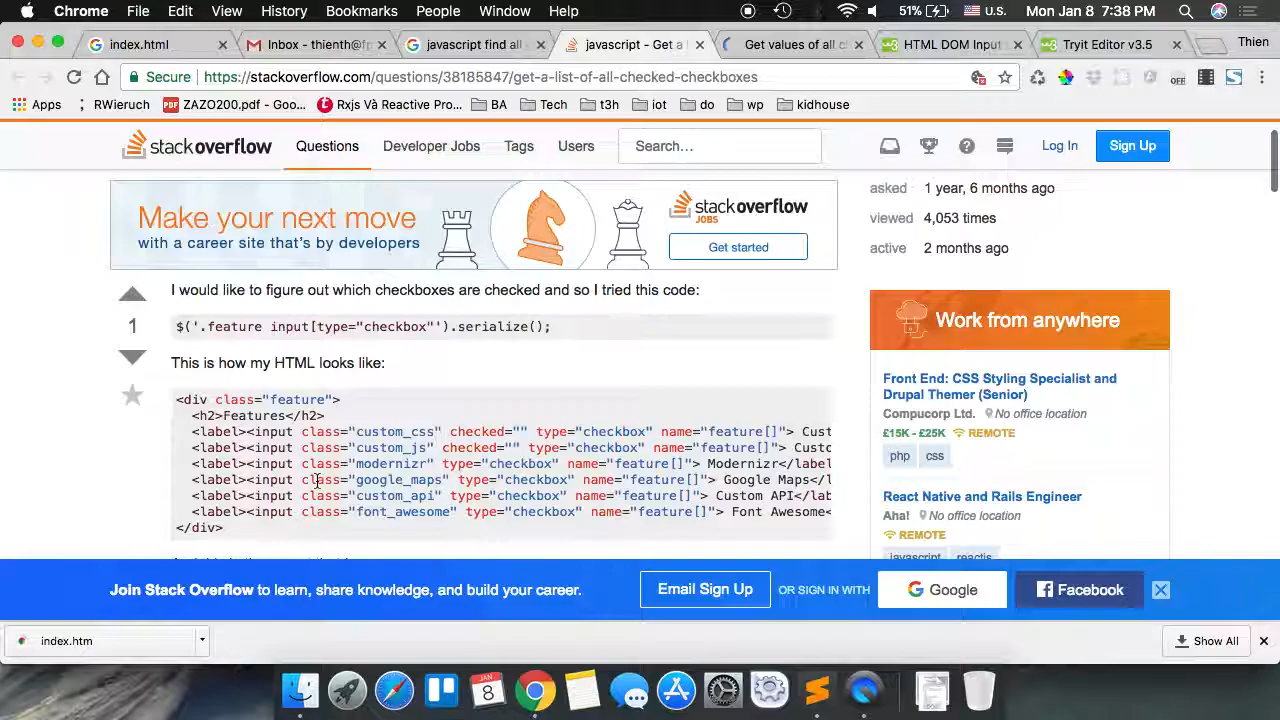 Chrome File Edit View History Bookmarks People Window Help 51% U.S. Mon Jan 8 7:38 PM
index.html Inbox - thienth@f javascript find all javascript - Get a l Get values of all c HTML DOM Input Tryit Editor v3.5 Thien
Secure https://stackoverflow.com/questions/38185847/get-a-list-of-all-checked-checkboxes OFF
Apps RWieruch ZAZO200.pdf - Goo... Rxjs Và Reactive Pro... BA Tech t3h iot do wp kidhouse
stackoverflow Questions Developer Jobs Tags Users Search... Log In Sign Up
asked 1 year, 6 months ago
viewed 4,053 times
active 2 months ago
Make your next move
with a career site that's by developers
stackoverflow
JOBS
Get started
I would like to figure out which checkboxes are checked and so I tried this code:
1
$('.feature input[type="checkbox"').serialize();
This is how my HTML looks like:
<div class="feature">
<h2>Features</h2>
<label><input class="custom_css" checked="" type="checkbox" name="feature[]"> Cust
<label><input class="custom_js" checked="" type="checkbox" name="feature[]"> Custo
<label><input class="modernizr" type="checkbox" name="feature[]"> Modernizr</label
<label><input class="google_maps" type="checkbox" name="feature[]"> Google Maps</l
<label><input class="custom_api" type="checkbox" name="feature[]"> Custom API</lab
<label><input class="font_awesome" type="checkbox" name="feature[]"> Font Awesome<
</div>
Work from anywhere
Front End: CSS Styling Specialist and
Drupal Themer (Senior)
Compucorp Ltd. No office location
£15K - £25K REMOTE
php css
React Native and Rails Engineer
Aha! No office location
REMOTE
javascript reactjs
Join Stack Overflow to learn, share knowledge, and build your career. Email Sign Up OR SIGN IN WITH Google Facebook
index.htm Show All
JAN
8